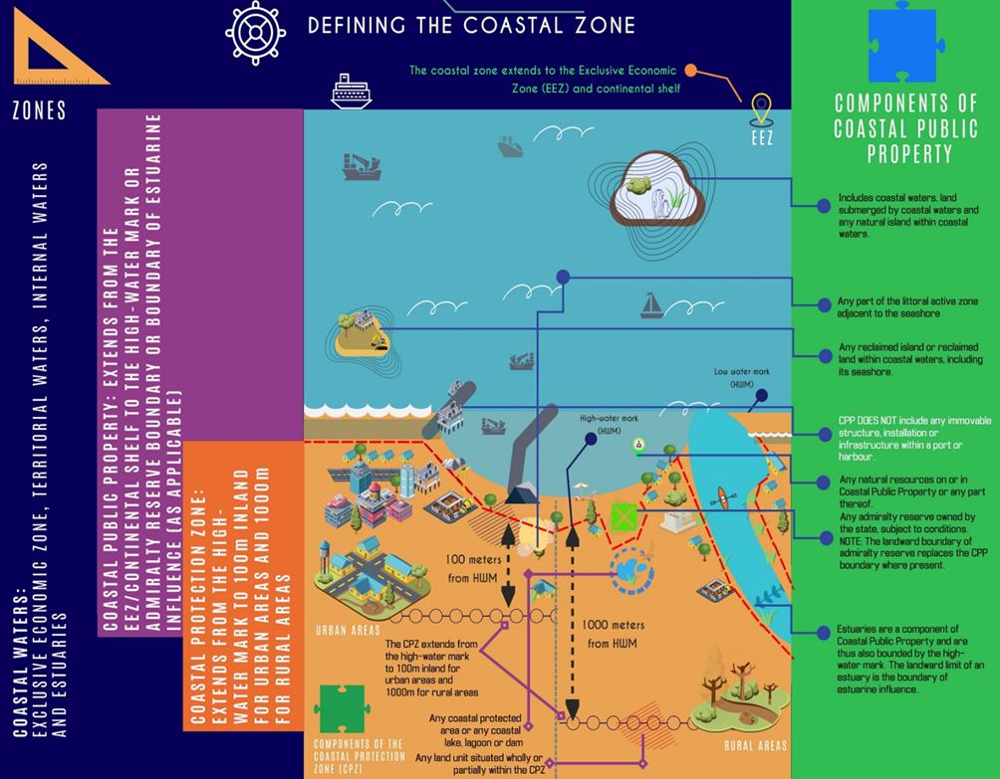 DEFINING THE COASTAL ZONE
The coastal zone extends to the Exclusive Economic
Zone (EEZ) and continental shelf
EEZ
ZONES
COASTAL WATERS:
EXCLUSIVE ECONOMIC ZONE, TERRITORIAL WATERS, INTERNAL WATERS
AND ESTUARIES
COASTAL PUBLIC PROPERTY: EXTENDS FROM THE
EEZ/CONTINENTAL SHELF TO THE HIGH-WATER MARK OR
ADMIRALTY RESERVE BOUNDARY OR BOUNDARY OF ESTUARINE
INFLUENCE (AS APPLICABLE)
COASTAL PROTECTION ZONE:
EXTENDS FROM THE HIGH-
WATER MARK TO 100m INLAND
FOR URBAN AREAS AND 1000m
FOR RURAL AREAS
Low water mark
(HWM)
High-water mark
(HWM)
100 meters
from HWM
1000 meters
from HWM
URBAN AREAS
The CPZ extends from
the high-water mark
to 100m inland for
urban areas and
1000m for rural areas
Any coastal protected
area or any coastal
lake, lagoon or dam
Any land unit situated wholly or
partially within the CPZ
COMPONENTS OF THE
COASTAL PROTECTION
ZONE (CPZ)
RURAL AREAS
COMPONENTS OF
COASTAL PUBLIC
PROPERTY
Includes coastal waters, land
submerged by coastal waters and
any natural island within coastal
waters.
Any part of the littoral active zone
adjacent to the seashore
Any reclaimed island or reclaimed
land within coastal waters, including
its seashore.
CPP DOES NOT include any immovable
structure, installation or
infrastructure within a port or
harbour.
Any natural resources on or in
Coastal Public Property or any part
thereof.
Any admiralty reserve owned by
the state, subject to conditions.
NOTE: The landward boundary of
admiralty reserve replaces the CPP
boundary where present.
Estuaries are a component of
Coastal Public Property and are
thus also bounded by the high-
water mark. The landward limit of an
estuary is the boundary of
estuarine influence.